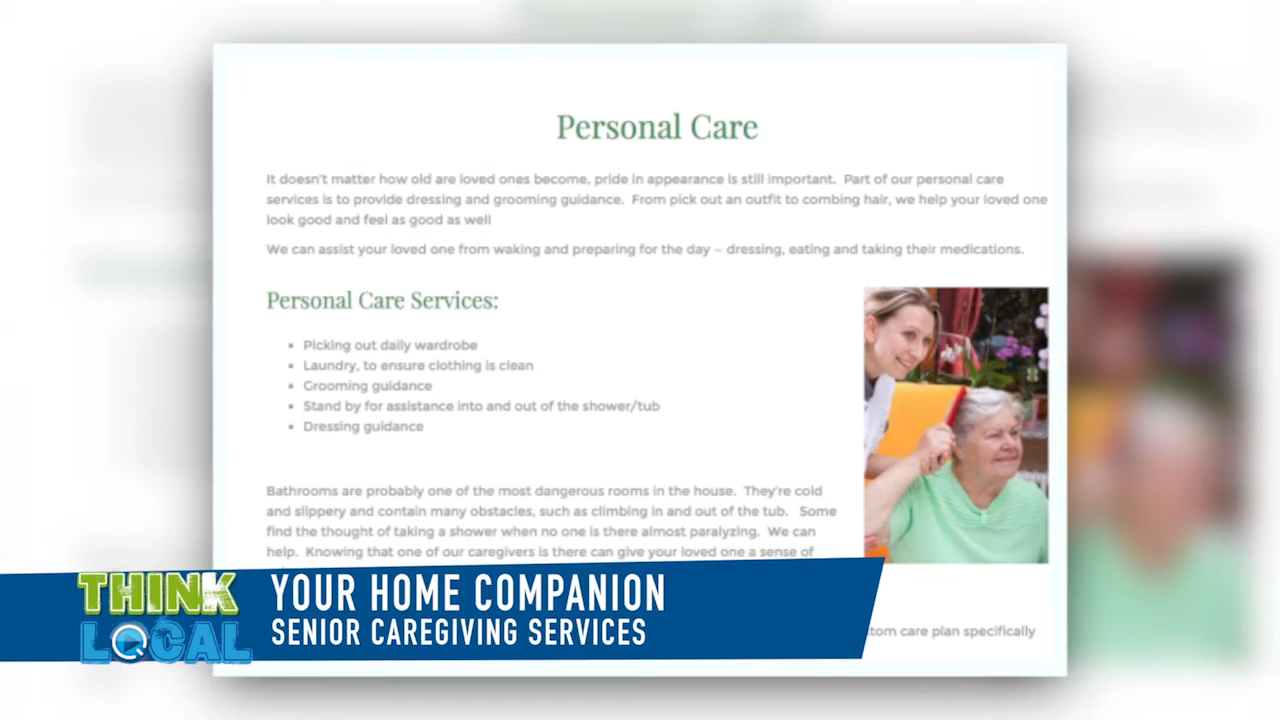 Personal Care
It doesn't matter how old are loved ones become, pride in appearance is still important. Part of our personal care
services is to provide dressing and grooming guidance. From pick out an outfit to combing hair, we help your loved one
look good and feel as good as well
We can assist your loved one from waking and preparing for the day – dressing, eating and taking their medications.
Personal Care Services:
▪ Picking out daily wardrobe
▪ Laundry, to ensure clothing is clean
▪ Grooming guidance
▪ Stand by for assistance into and out of the shower/tub
▪ Dressing guidance
Bathrooms are probably one of the most dangerous rooms in the house. They're cold
and slippery and contain many obstacles, such as climbing in and out of the tub. Some
find the thought of taking a shower when no one is there almost paralyzing. We can
help. Knowing that one of our caregivers is there can give your loved one a sense of
care plan specifically
THINK
LOCAL
YOUR HOME COMPANION
SENIOR CAREGIVING SERVICES